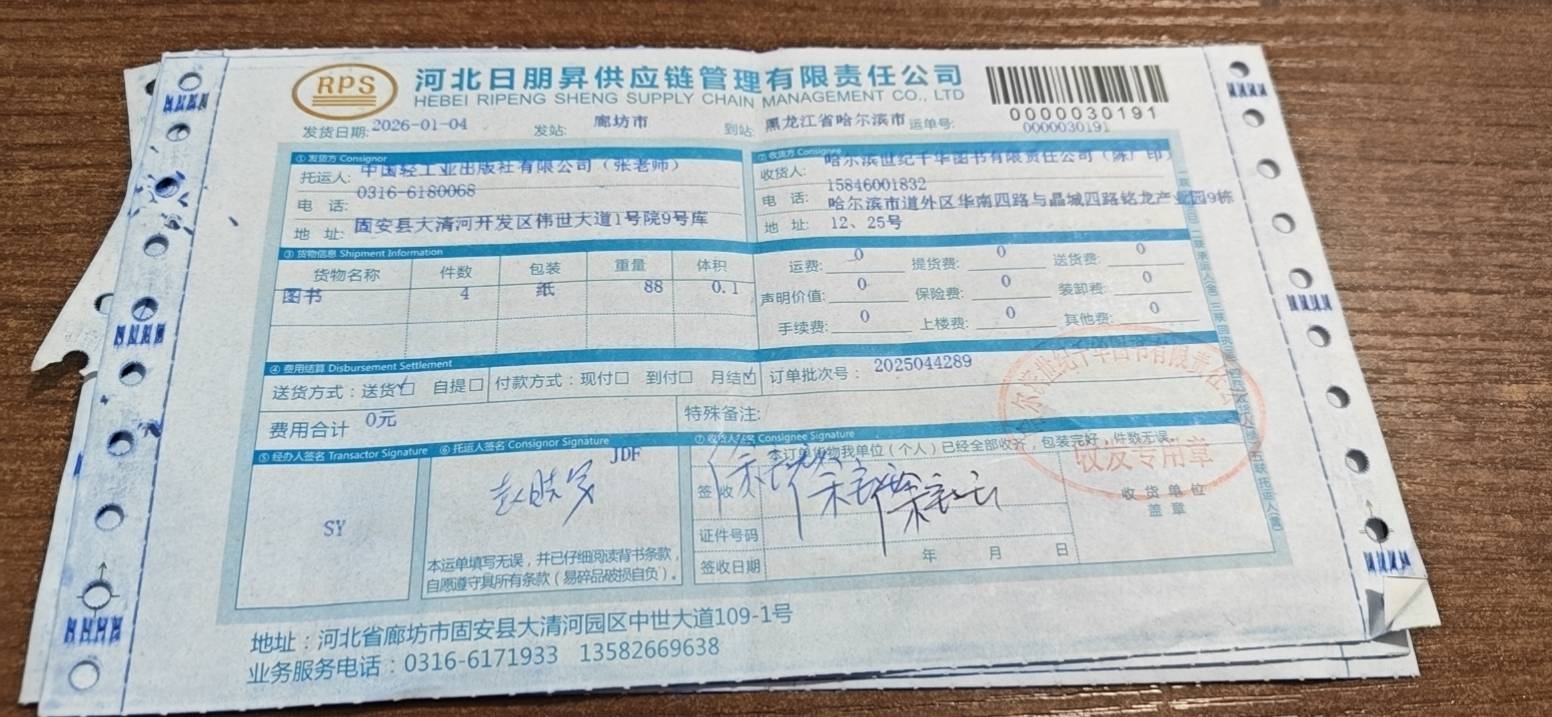 RPS
河北日朋昇供应链管理有限责任公司
HEBEI RIPENG SHENG SUPPLY CHAIN MANAGEMENT CO., LTD
0000030191
发货日期: 2026-01-04 发站: 廊坊市 到站: 黑龙江省哈尔滨市 运单号: 0000030191
① 发货方 Consignor
托运人: 中国轻工业出版社有限公司（张老师）
电 话: 0316-6180068
地 址: 固安县大清河开发区伟世大道1号院9号库
② 收货方 Consignee
收货人: 哈尔滨世纪千华图书有限责任公司（陈广印）
电 话: 15846001832
地 址: 哈尔滨市道外区华南四路与晶城四路铭龙产业园9栋
12、25号
③ 货物信息 Shipment Information
货物名称 件数 包装 重量 体积
图书 4 纸 88 0.1
运费: 0 提货费: 0 送货费: 0
声明价值: 0 保险费: 0 装卸费: 0
手续费: 0 上楼费: 0 其他费: 0
④ 费用结算 Disbursement Settlement
送货方式：送货☑ 自提□ 付款方式：现付□ 到付□ 月结☑ 订单批次号： 2025044289
费用合计 0元 特殊备注:
⑤ 经办人签名 Transactor Signature
SY
⑥ 托运人签名 Consignor Signature
JDF
本运单填写无误，并已仔细阅读背书条款，
自愿遵守其所有条款（易碎品破损自负）。
⑦ 收货人签名 Consignee Signature
本订单货物我单位（个人）已经全部收齐，包装完好，件数无误
签 收 人
证件号码
签收日期 年 月 日
收货单位
盖章
收发专用章
地址：河北省廊坊市固安县大清河园区中世大道109-1号
业务服务电话：0316-6171933 13582669638